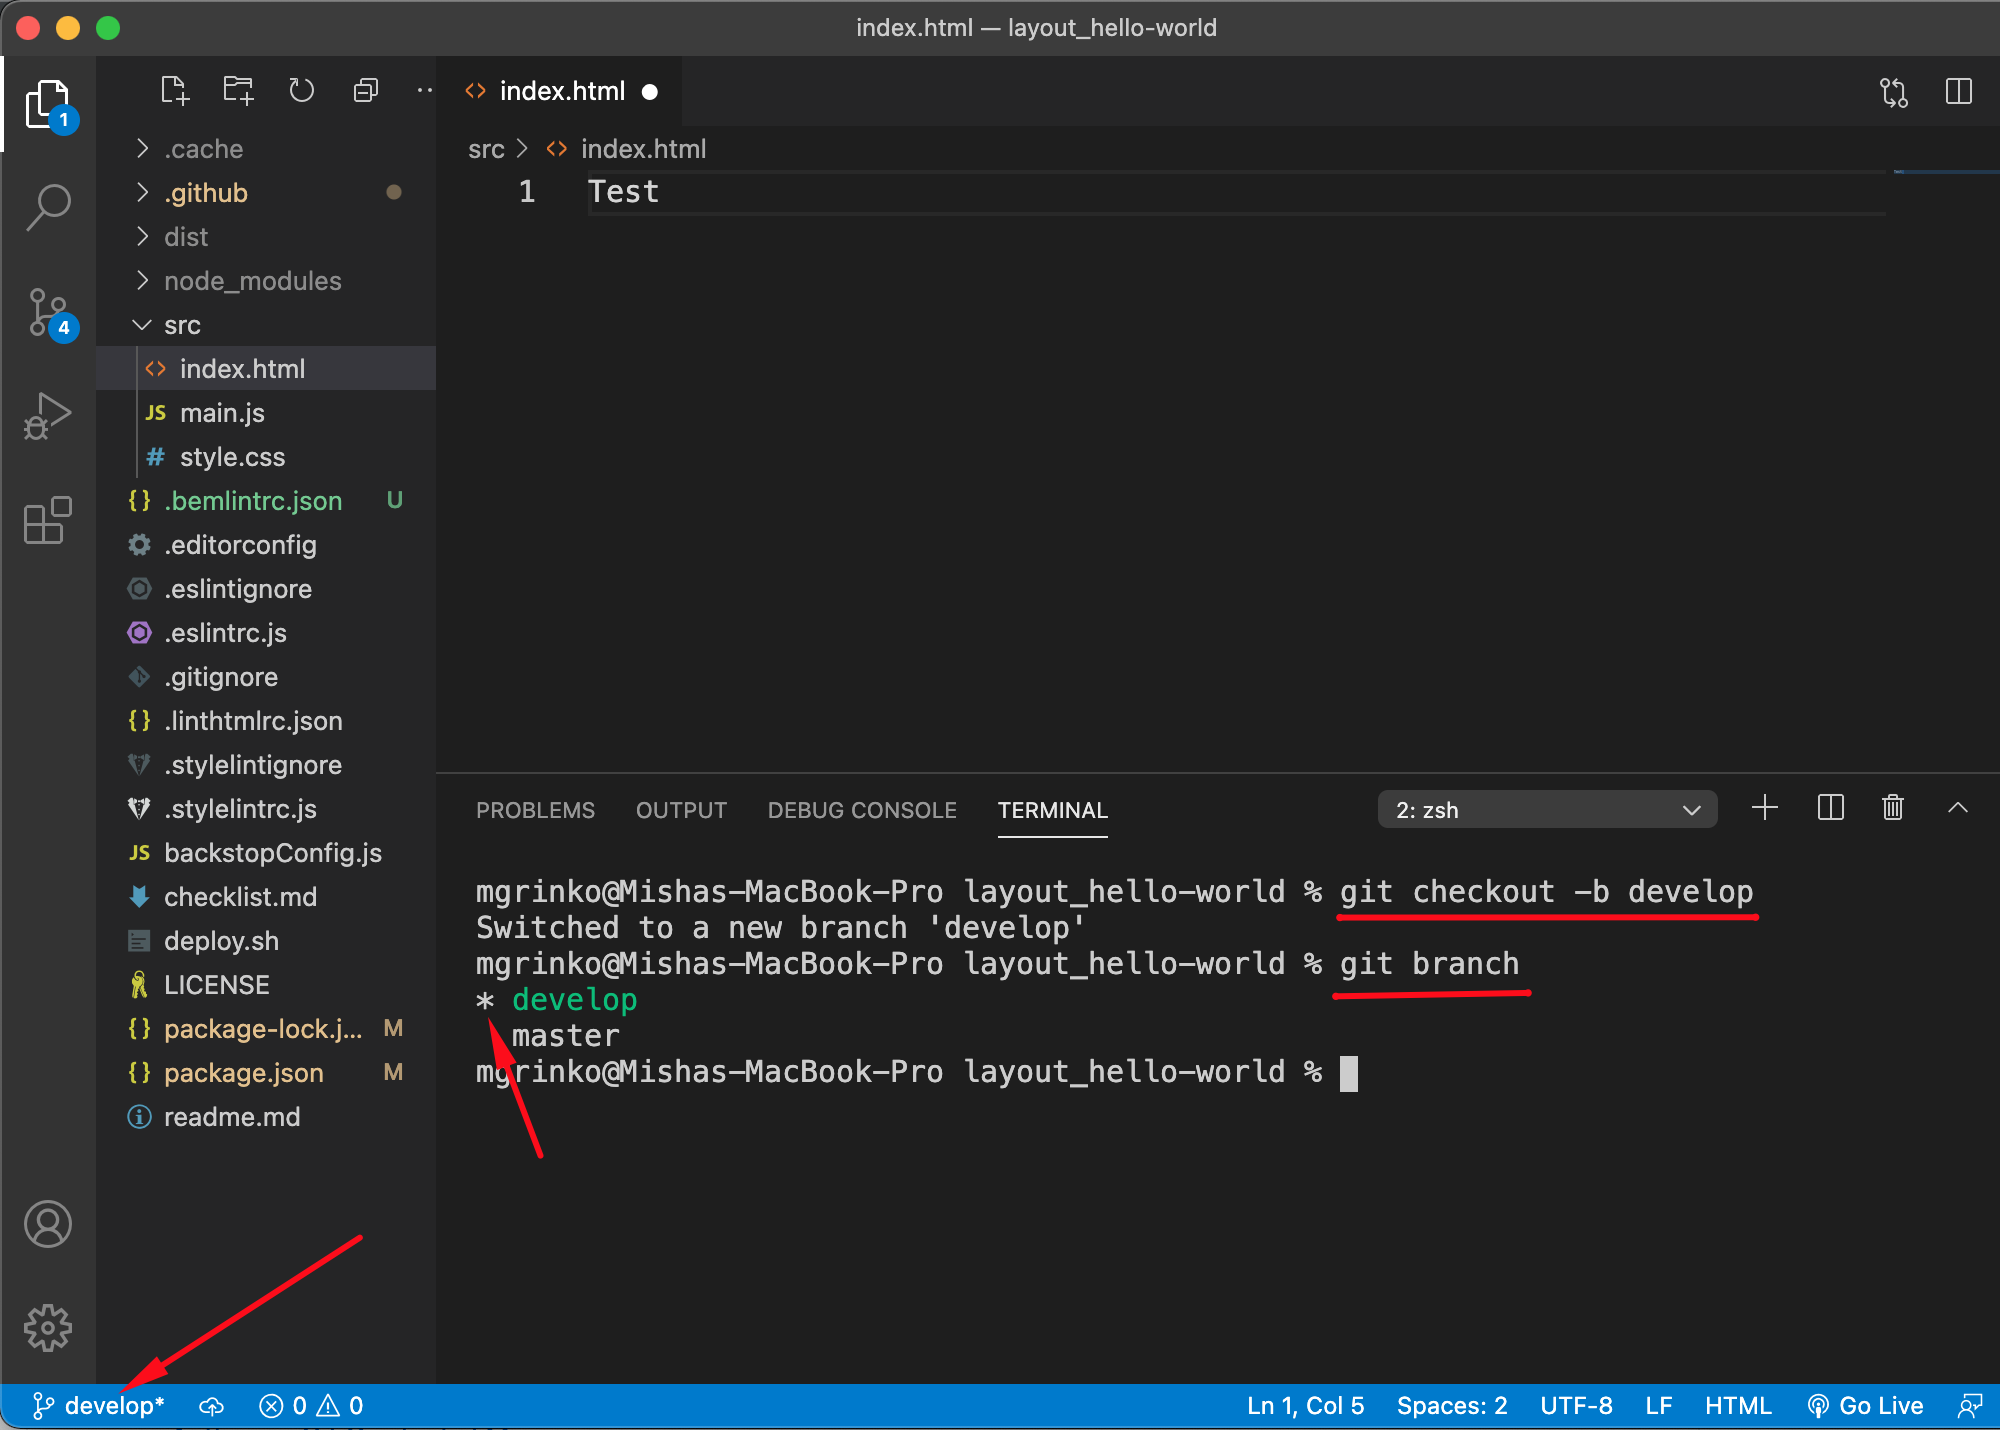 index.html — layout_hello-world
1
4
.cache
.github
dist
node_modules
src
index.html
JS main.js
# style.css
{} .bemlintrc.json U
.editorconfig
.eslintignore
.eslintrc.js
.gitignore
{} .linthtmlrc.json
.stylelintignore
.stylelintrc.js
JS backstopConfig.js
checklist.md
deploy.sh
LICENSE
{} package-lock.j... M
{} package.json M
readme.md
index.html
src > index.html
1 Test
PROBLEMS OUTPUT DEBUG CONSOLE TERMINAL 2: zsh
mgrinko@Mishas-MacBook-Pro layout_hello-world % git checkout -b develop
Switched to a new branch 'develop'
mgrinko@Mishas-MacBook-Pro layout_hello-world % git branch
* develop
master
mgrinko@Mishas-MacBook-Pro layout_hello-world %
develop* 0 0 Ln 1, Col 5 Spaces: 2 UTF-8 LF HTML Go Live